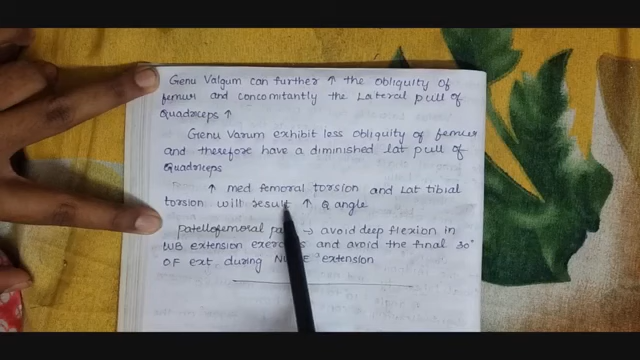 Genu Valgum can further ↑ the obliquity of
femur and concomitantly the Lateral pull of
Quadriceps ↑
Genu Varum exhibit less obliquity of femur
and therefore have a diminished lat pull of
Quadriceps
↑ med femoral torsion and Lat tibial
torsion will result ↑ Q angle
Patellofemoral → avoid deep flexion in
WB extension and avoid the final 30°
OF ext during extension